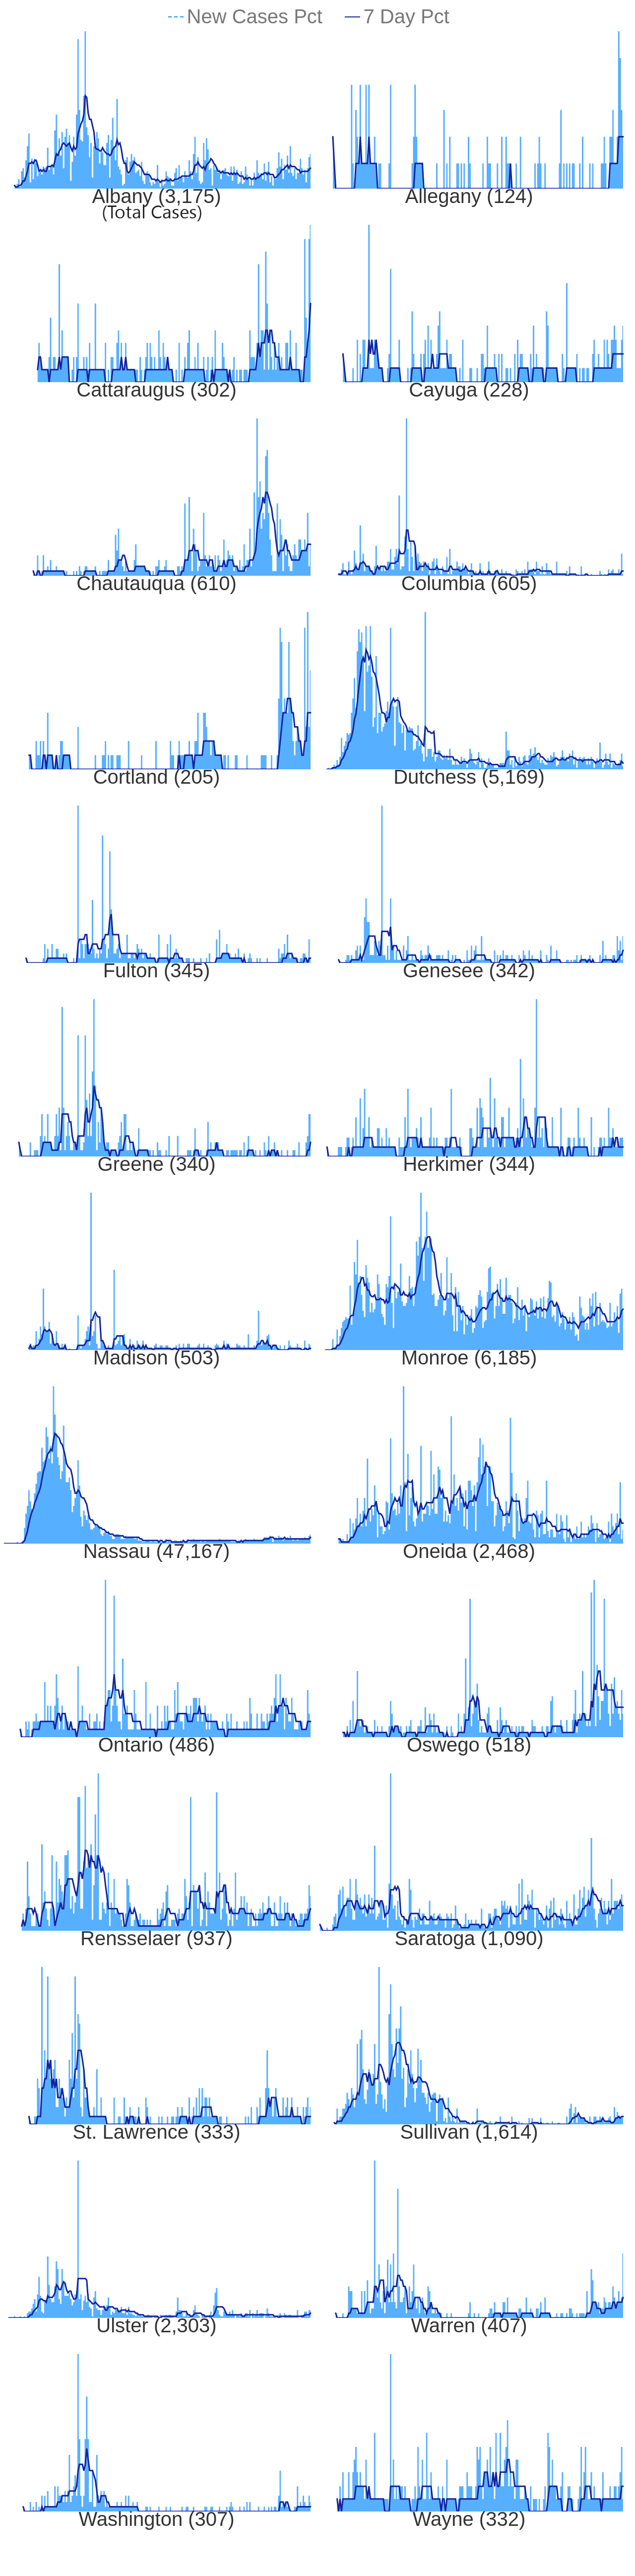 New Cases Pct 7 Day Pct
Albany (3,175) Allegany (124)
(Total Cases)
Cattaraugus (302) Cayuga (228)
Chautauqua (610) Columbia (605)
Cortland (205) Dutchess (5,169)
Fulton (345) Genesee (342)
Greene (340) Herkimer (344)
Madison (503) Monroe (6,185)
Nassau (47,167) Oneida (2,468)
Ontario (486) Oswego (518)
Rensselaer (937) Saratoga (1,090)
St. Lawrence (333) Sullivan (1,614)
Ulster (2,303) Warren (407)
Washington (307) Wayne (332)